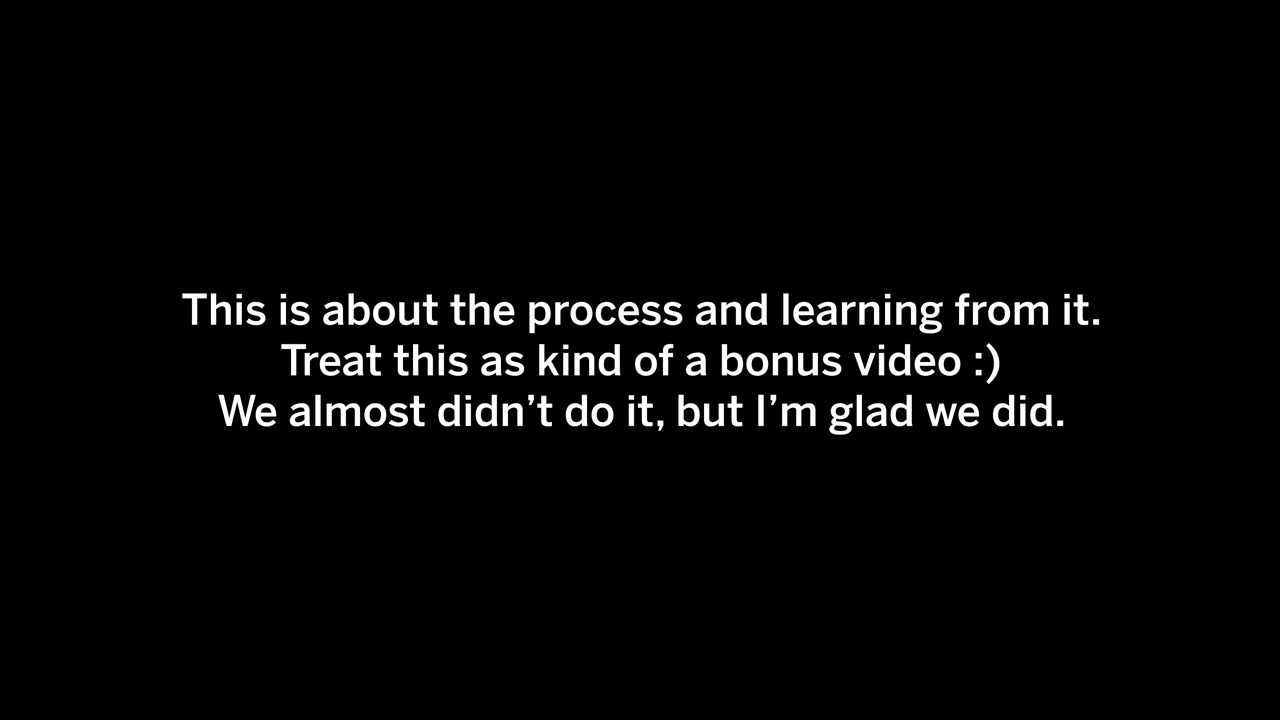 This is about the process and learning from it.
Treat this as kind of a bonus video :)
We almost didn’t do it, but I’m glad we did.